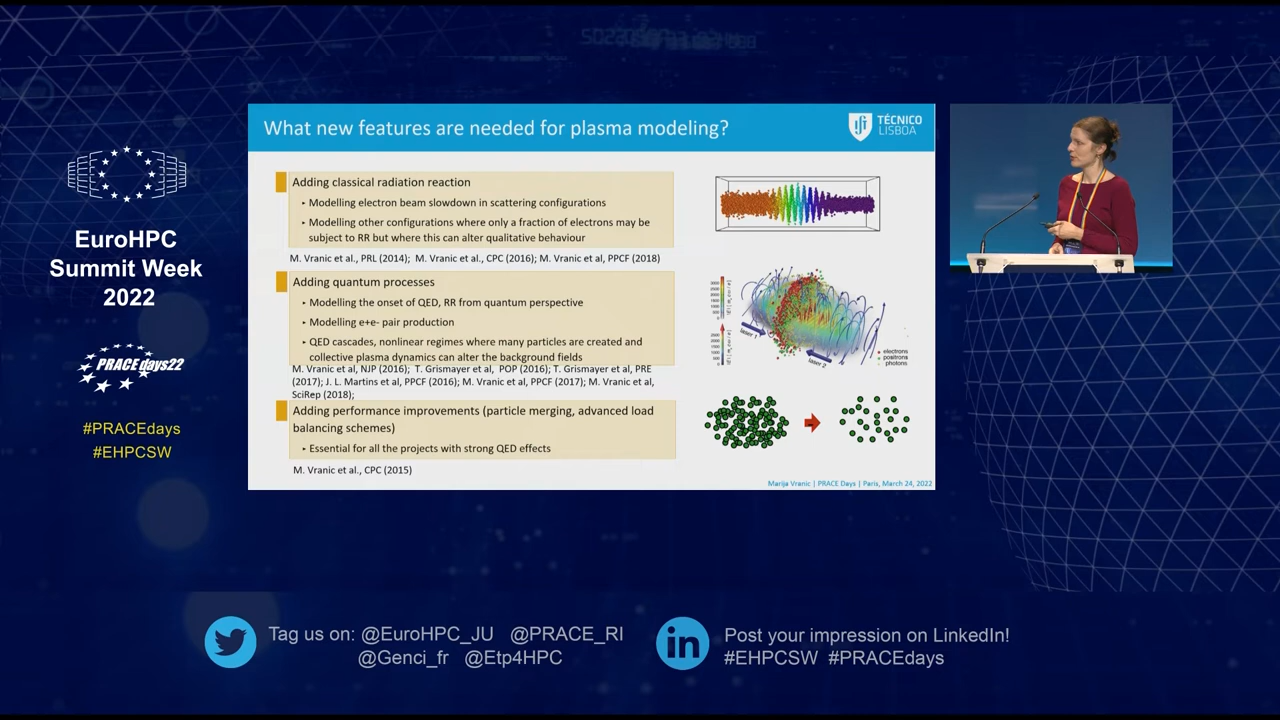 EuroHPC
Summit Week
2022
PRACEdays22
#PRACEdays
#EHPCSW
What new features are needed for plasma modeling?
TÉCNICO
LISBOA
Adding classical radiation reaction
‣ Modelling electron beam slowdown in scattering configurations
‣ Modelling other configurations where only a fraction of electrons may be
subject to RR but where this can alter qualitative behaviour
M. Vranic et al., PRL (2014); M. Vranic et al., CPC (2016); M. Vranic et al, PPCF (2018)
Adding quantum processes
‣ Modelling the onset of QED, RR from quantum perspective
‣ Modelling e+e- pair production
‣ QED cascades, nonlinear regimes where many particles are created and
collective plasma dynamics can alter the background fields
M. Vranic et al, NJP (2016); T. Grismayer et al, POP (2016); T. Grismayer et al, PRE
(2017); J. L. Martins et al, PPCF (2016); M. Vranic et al, PPCF (2017); M. Vranic et al,
SciRep (2018);
Adding performance improvements (particle merging, advanced load
balancing schemes)
‣ Essential for all the projects with strong QED effects
M. Vranic et al., CPC (2015)
laser 1
laser 2
electrons
positrons
photons
Marija Vranic | PRACE Days | Paris, March 24, 2022
Tag us on: @EuroHPC_JU @PRACE_RI
@Genci_fr @Etp4HPC
in
Post your impression on LinkedIn!
#EHPCSW #PRACEdays